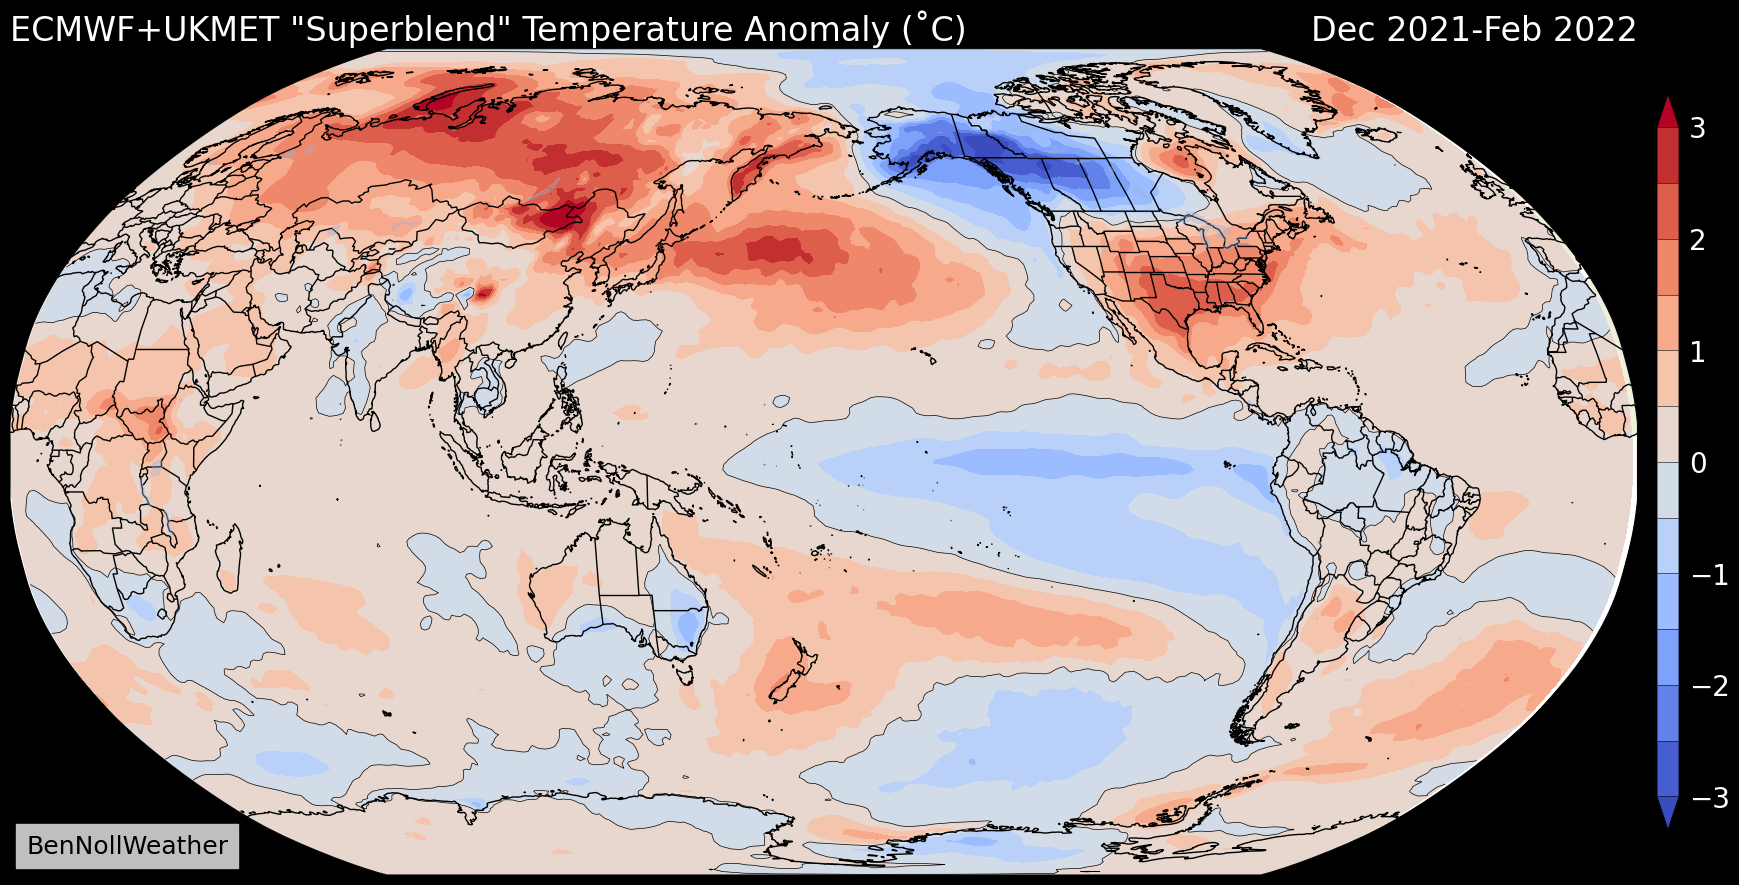 ECMWF+UKMET "Superblend" Temperature Anomaly (˚C)
Dec 2021-Feb 2022
3
2
1
0
−1
−2
−3
BenNollWeather